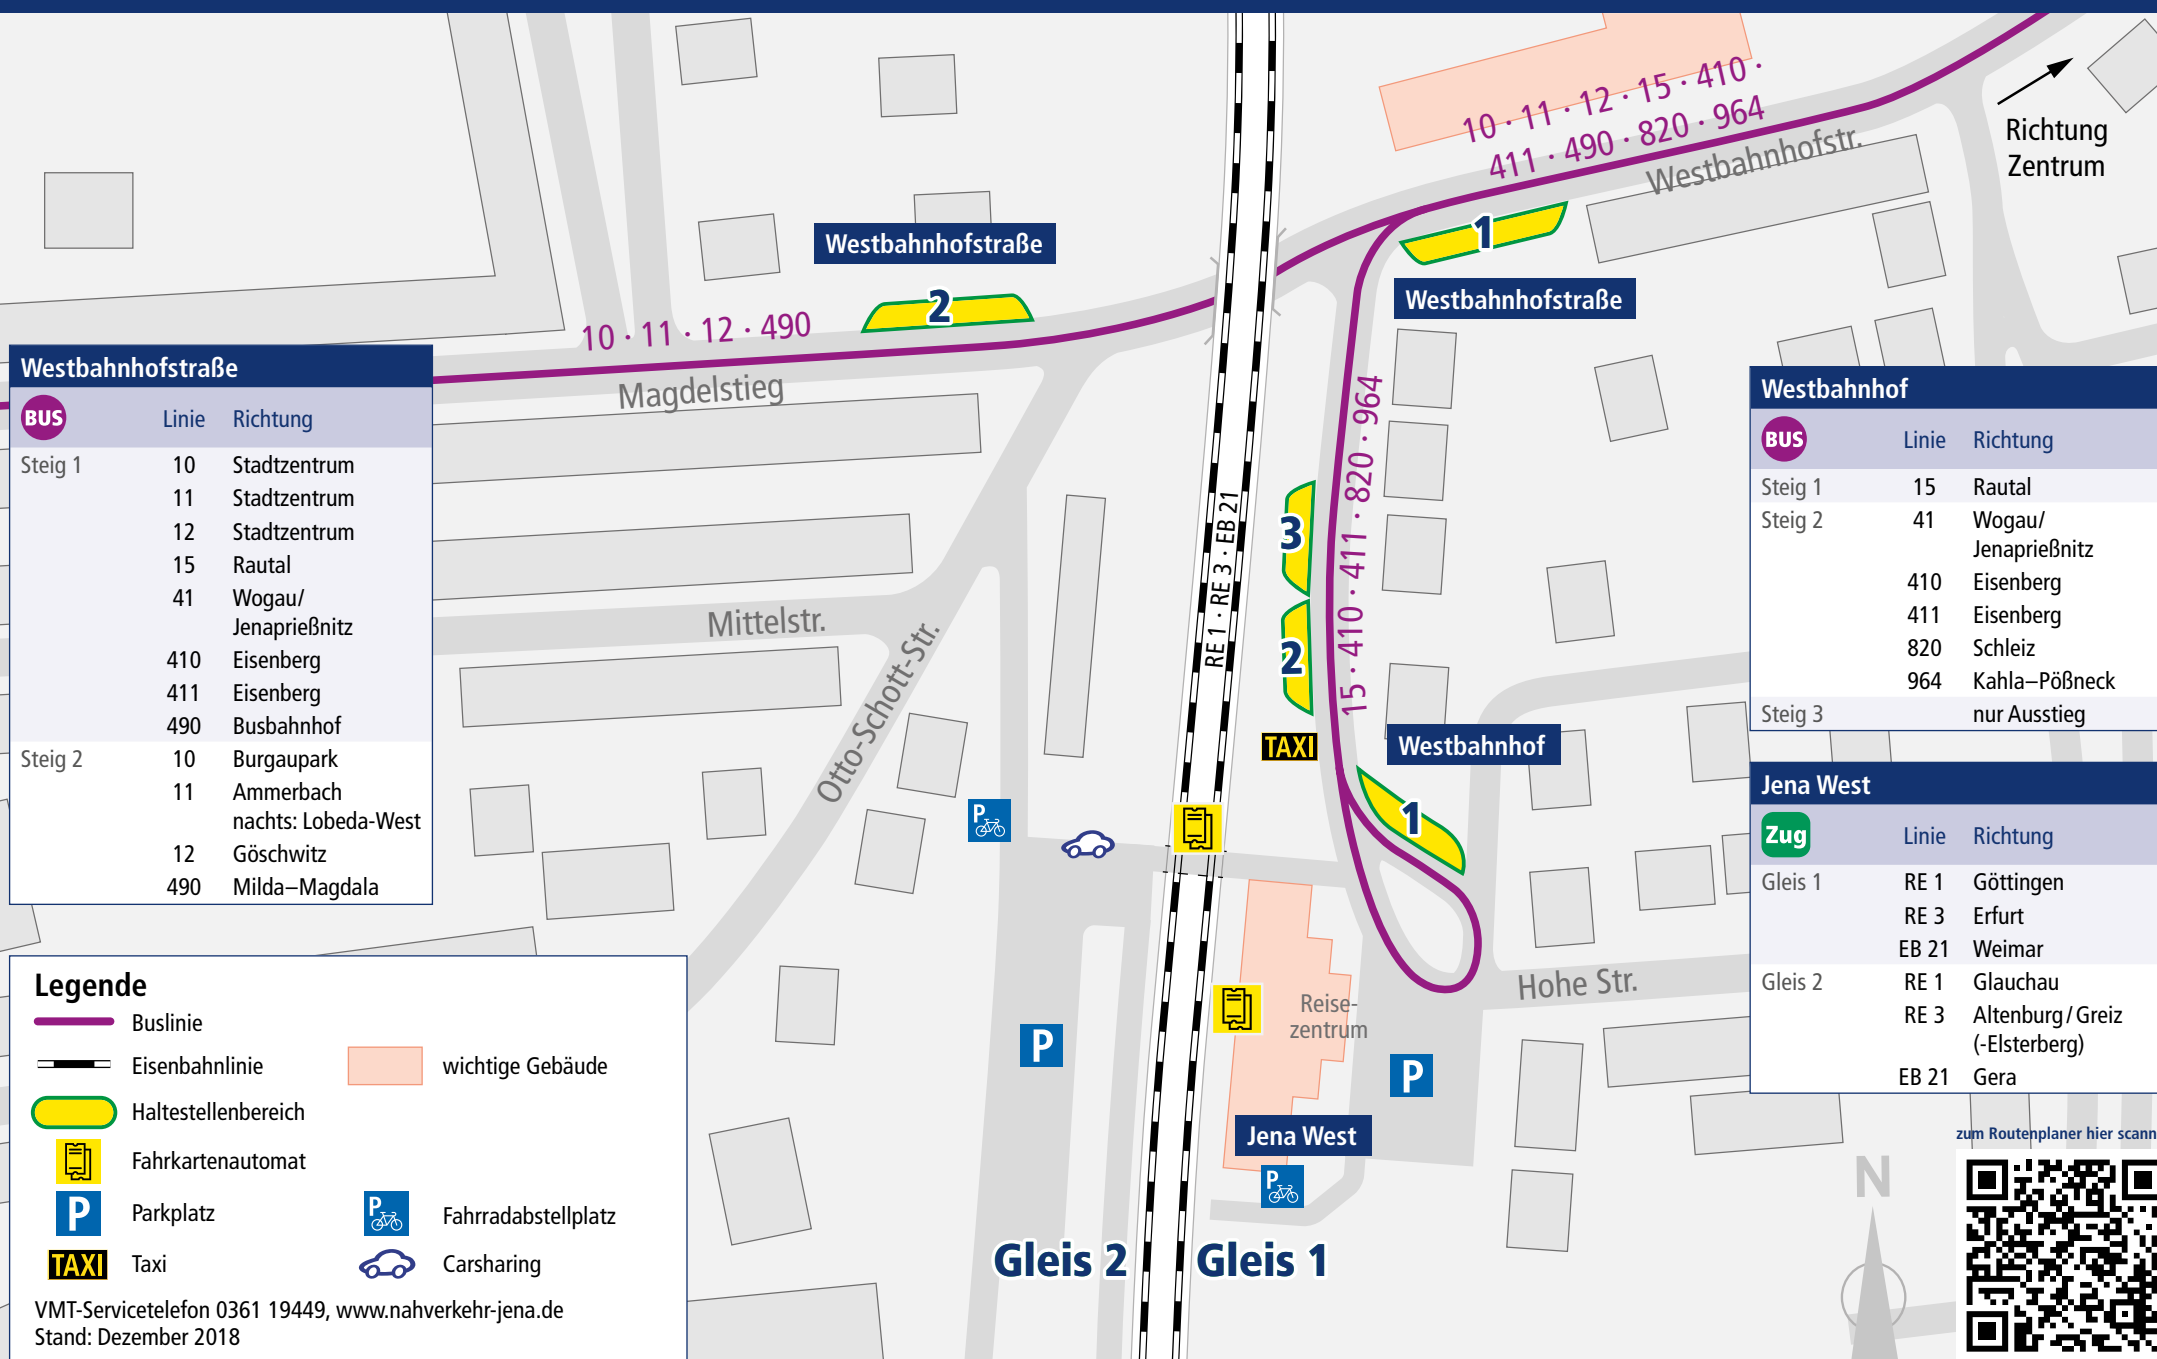 10 · 11 · 12 · 15 · 410 ·
411 · 490 · 820 · 964
Westbahnhofstr.
Richtung
Zentrum
Westbahnhofstraße
1
2
Westbahnhofstraße
10 · 11 · 12 · 490
Magdelstieg
Westbahnhofstraße
BUS Linie Richtung
Steig 1 10 Stadtzentrum
11 Stadtzentrum
12 Stadtzentrum
15 Rautal
41 Wogau/
Jenaprießnitz
410 Eisenberg
411 Eisenberg
490 Busbahnhof
Steig 2 10 Burgaupark
11 Ammerbach
nachts: Lobeda-West
12 Göschwitz
490 Milda–Magdala
Mittelstr.
Otto-Schott-Str.
RE 1 · RE 3 · EB 21
3
2
15 · 410 · 411 · 820 · 964
TAXI
Westbahnhof
1
P
Westbahnhof
BUS Linie Richtung
Steig 1 15 Rautal
Steig 2 41 Wogau/
Jenaprießnitz
410 Eisenberg
411 Eisenberg
820 Schleiz
964 Kahla–Pößneck
Steig 3 nur Ausstieg
Jena West
Zug Linie Richtung
Gleis 1 RE 1 Göttingen
RE 3 Erfurt
EB 21 Weimar
Gleis 2 RE 1 Glauchau
RE 3 Altenburg / Greiz
(-Elsterberg)
EB 21 Gera
Hohe Str.
Reise-
zentrum
P
P
Jena West
P
Gleis 2
Gleis 1
Legende
Buslinie
Eisenbahnlinie
wichtige Gebäude
Haltestellenbereich
Fahrkartenautomat
P Parkplatz
P Fahrradabstellplatz
TAXI Taxi
Carsharing
VMT-Servicetelefon 0361 19449, www.nahverkehr-jena.de
Stand: Dezember 2018
zum Routenplaner hier scann
N